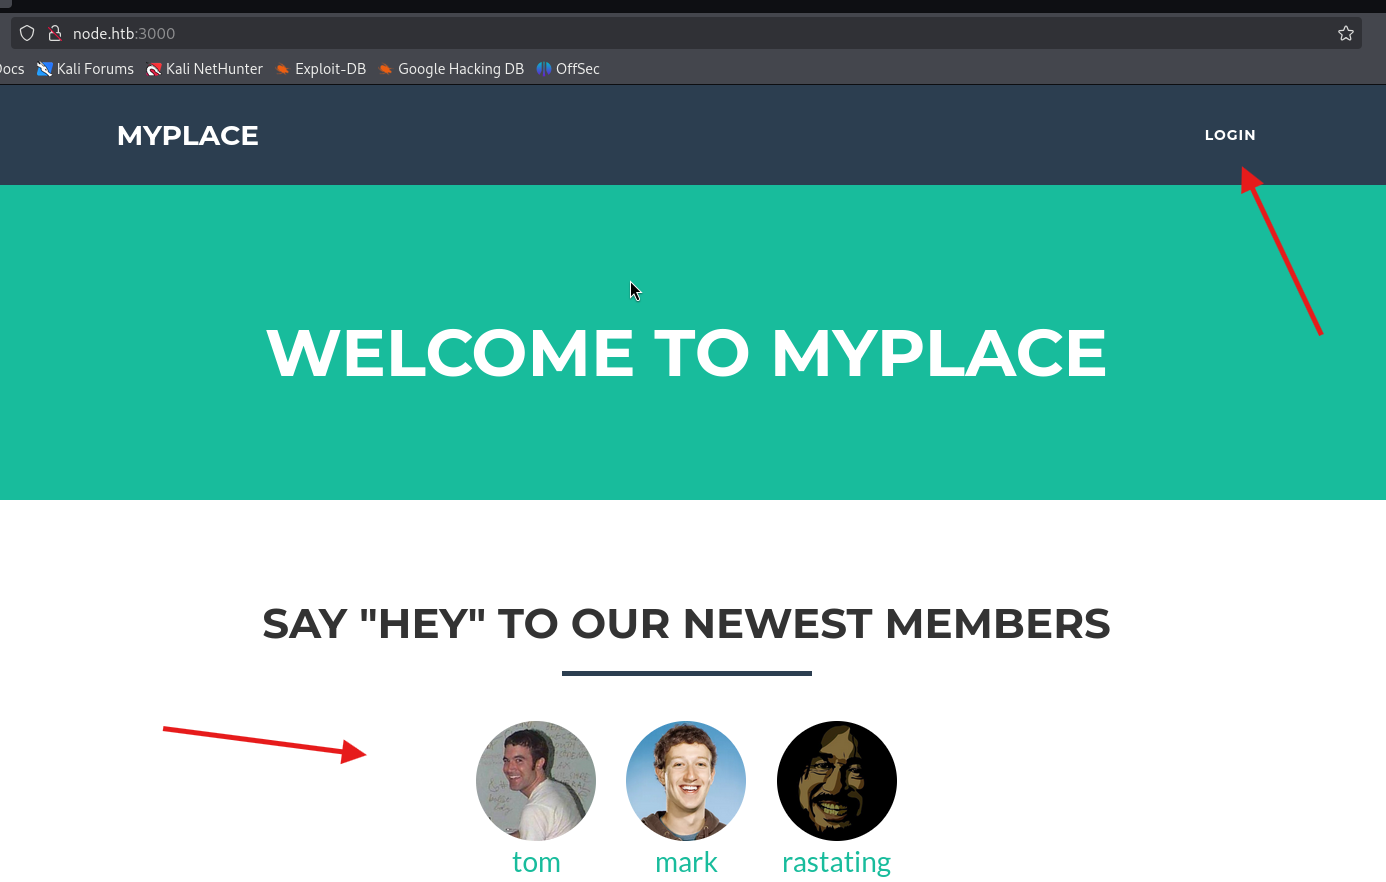 node.htb:3000
Docs Kali Forums Kali NetHunter Exploit-DB Google Hacking DB OffSec
MYPLACE LOGIN
WELCOME TO MYPLACE
SAY "HEY" TO OUR NEWEST MEMBERS
tom mark rastating